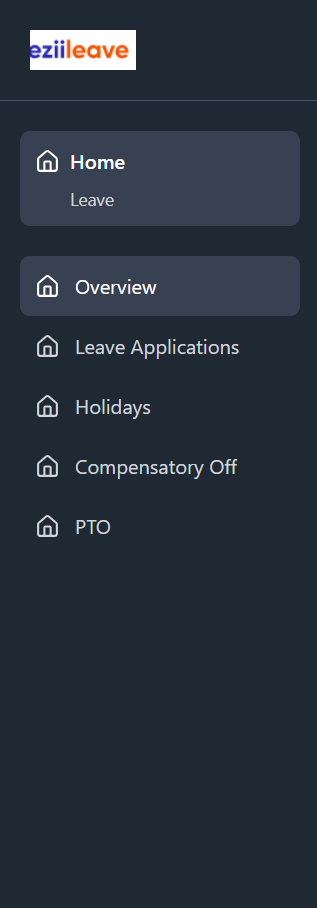 eziileave
Home
Leave
Overview
Leave Applications
Holidays
Compensatory Off
PTO